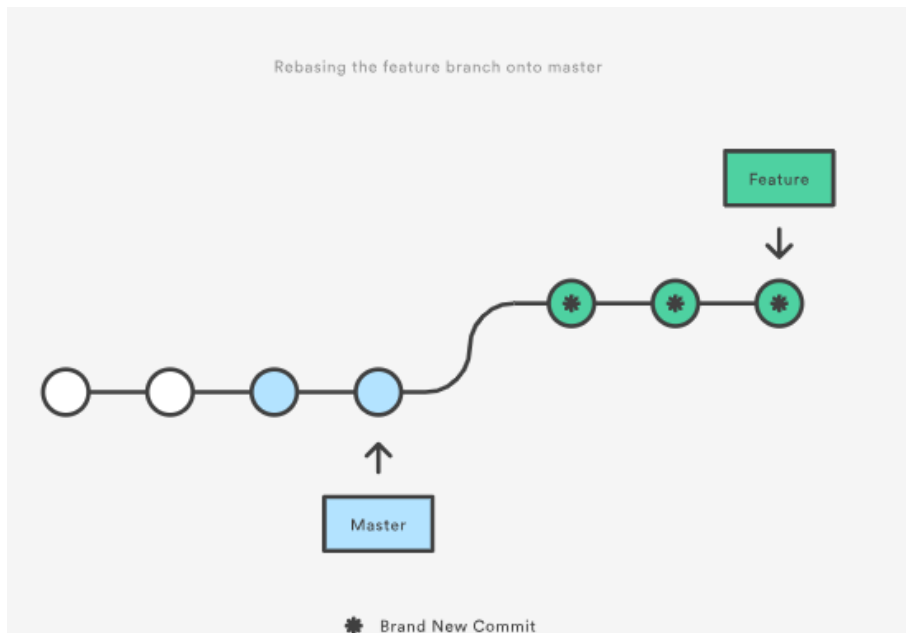 Rebasing the feature branch onto master
Feature
Master
Brand New Commit